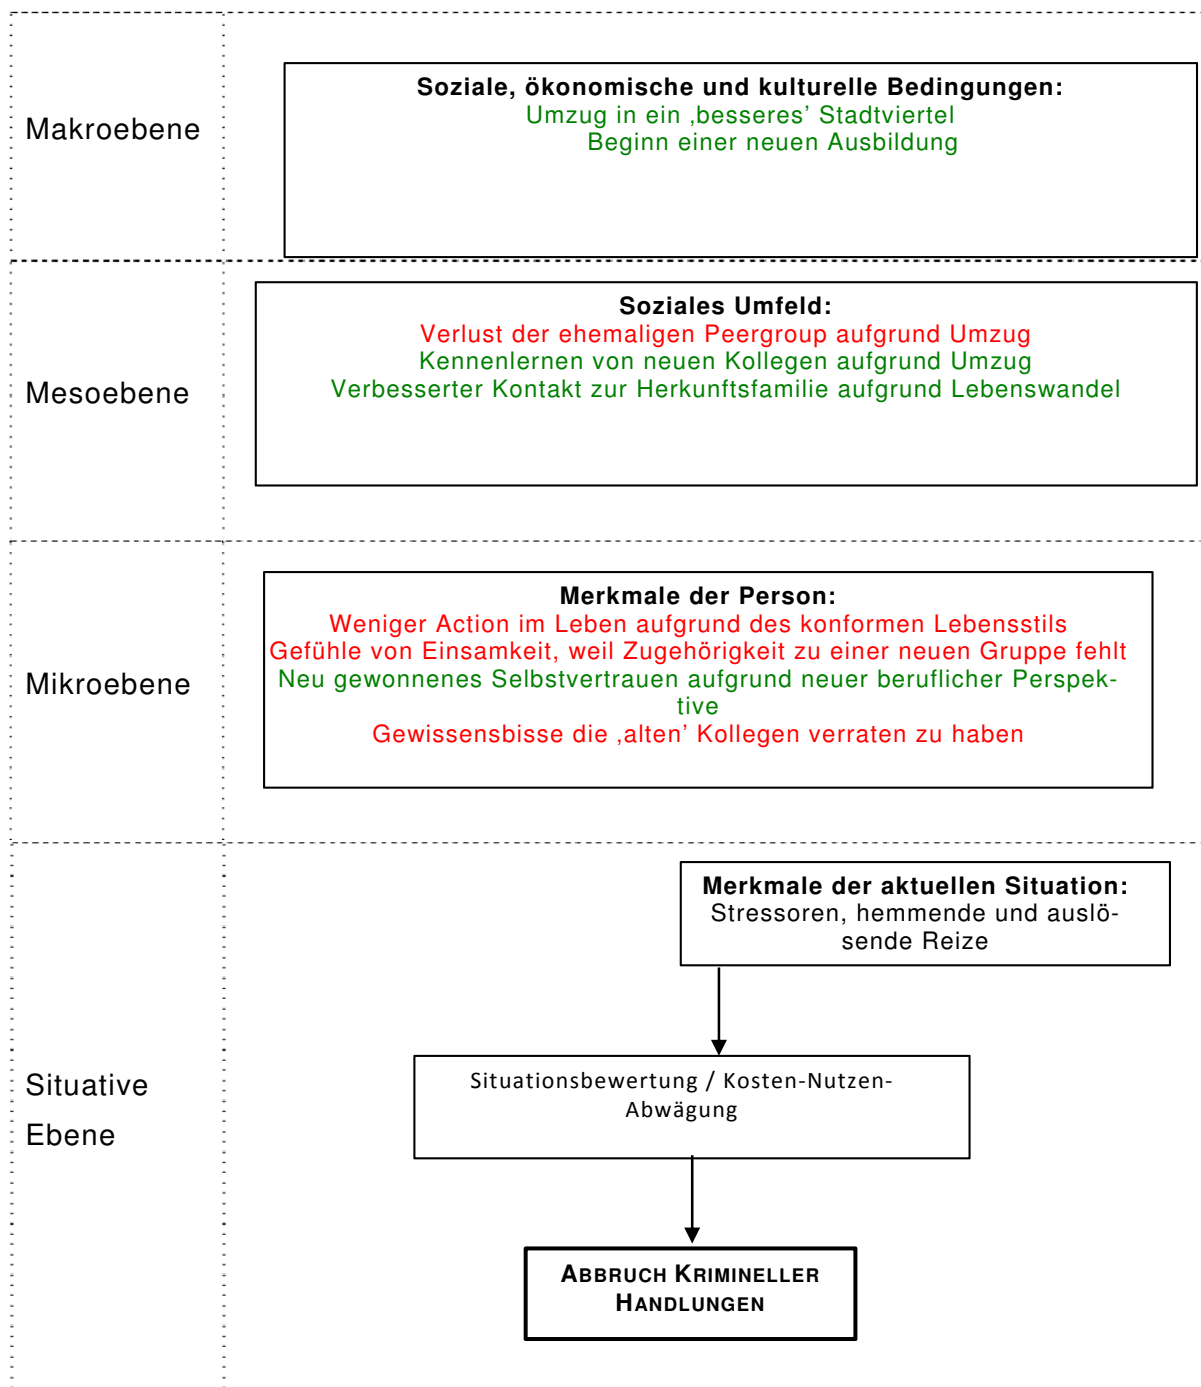 Makroebene
Soziale, ökonomische und kulturelle Bedingungen:
Umzug in ein ‚besseres’ Stadtviertel
Beginn einer neuen Ausbildung
Mesoebene
Soziales Umfeld:
Verlust der ehemaligen Peergroup aufgrund Umzug
Kennenlernen von neuen Kollegen aufgrund Umzug
Verbesserter Kontakt zur Herkunftsfamilie aufgrund Lebenswandel
Mikroebene
Merkmale der Person:
Weniger Action im Leben aufgrund des konformen Lebensstils
Gefühle von Einsamkeit, weil Zugehörigkeit zu einer neuen Gruppe fehlt
Neu gewonnenes Selbstvertrauen aufgrund neuer beruflicher Perspek-
tive
Gewissensbisse die ‚alten’ Kollegen verraten zu haben
Situative
Ebene
Merkmale der aktuellen Situation:
Stressoren, hemmende und auslö-
sende Reize
Situationsbewertung / Kosten-Nutzen-
Abwägung
ABBRUCH KRIMINELLER
HANDLUNGEN